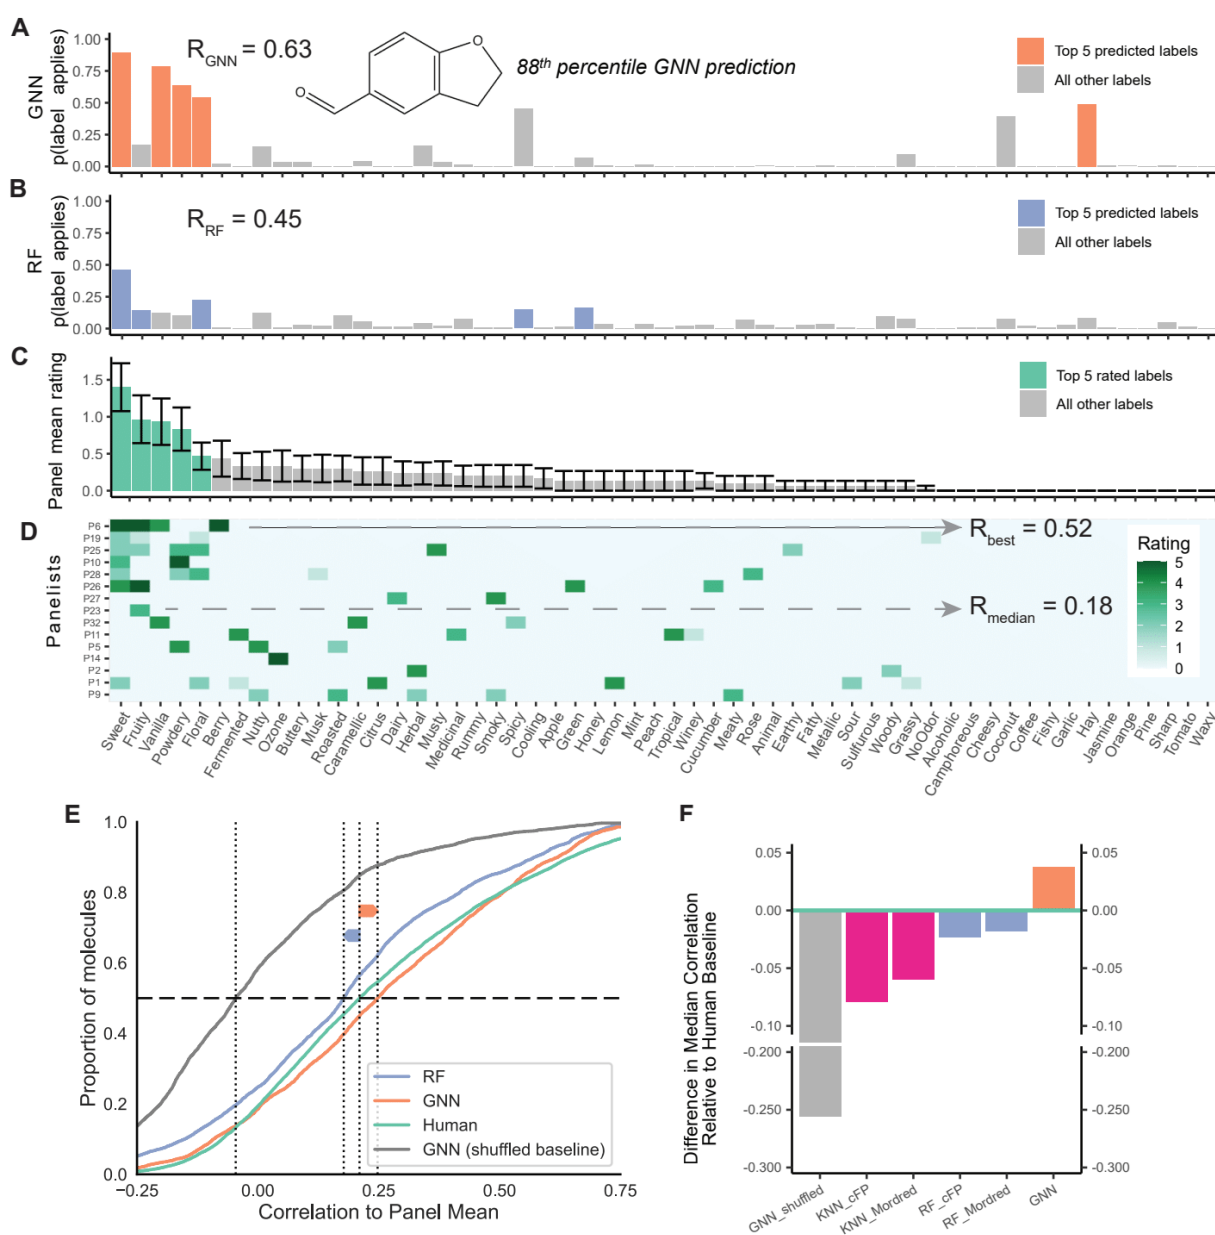 A
GNN
p(label applies)
1.00
0.75
0.50
0.25
0.00
R_GNN = 0.63
O
O
88th percentile GNN prediction
Top 5 predicted labels
All other labels
B
RF
p(label applies)
1.00
0.75
0.50
0.25
0.00
R_RF = 0.45
Top 5 predicted labels
All other labels
C
Panel mean rating
1.5
1.0
0.5
0.0
Top 5 rated labels
All other labels
D
Panelists
P6
P19
P25
P10
P28
P26
P27
P23
P32
P11
P5
P14
P2
P1
P9
R_best = 0.52
R_median = 0.18
Rating
5
4
3
2
1
0
Sweet
Fruity
Vanilla
Powdery
Floral
Berry
Fermented
Nutty
Ozone
Buttery
Musk
Roasted
Caramellic
Citrus
Dairy
Herbal
Musty
Medicinal
Rummy
Smoky
Spicy
Cooling
Apple
Green
Honey
Lemon
Mint
Peach
Tropical
Winey
Cucumber
Meaty
Rose
Animal
Earthy
Fatty
Metallic
Sour
Sulfurous
Woody
Grassy
NoOdor
Alcoholic
Camphoreous
Cheesy
Coconut
Coffee
Fishy
Garlic
Hay
Jasmine
Orange
Pine
Sharp
Tomato
Waxy
E
Proportion of molecules
1.0
0.8
0.6
0.4
0.2
0.0
−0.25
0.00
0.25
0.50
0.75
Correlation to Panel Mean
RF
GNN
Human
GNN (shuffled baseline)
F
Difference in Median Correlation
Relative to Human Baseline
0.05
0.00
-0.05
-0.10
-0.200
-0.250
-0.300
0.05
0.00
-0.05
-0.10
-0.200
-0.250
-0.300
GNN_shuffled
KNN_cFP
KNN_Mordred
RF_cFP
RF_Mordred
GNN